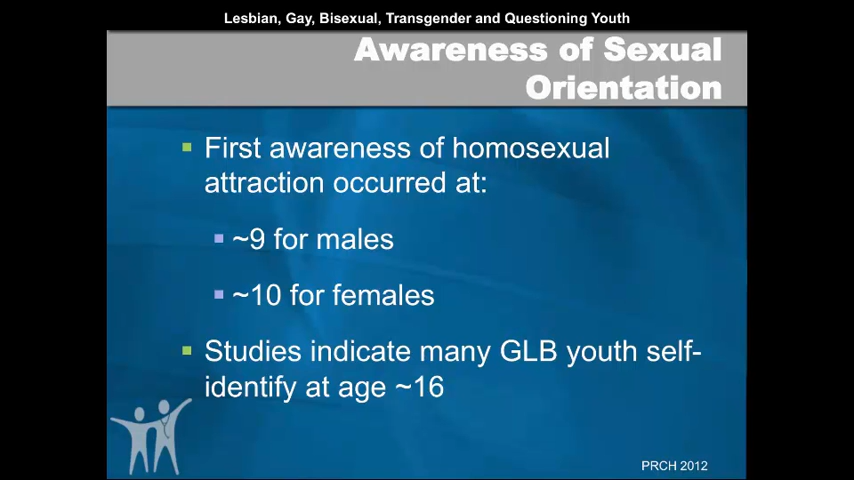 Lesbian, Gay, Bisexual, Transgender and Questioning Youth
Awareness of Sexual
Orientation
First awareness of homosexual
attraction occurred at:
~9 for males
~10 for females
Studies indicate many GLB youth self-
identify at age ~16
PRCH 2012